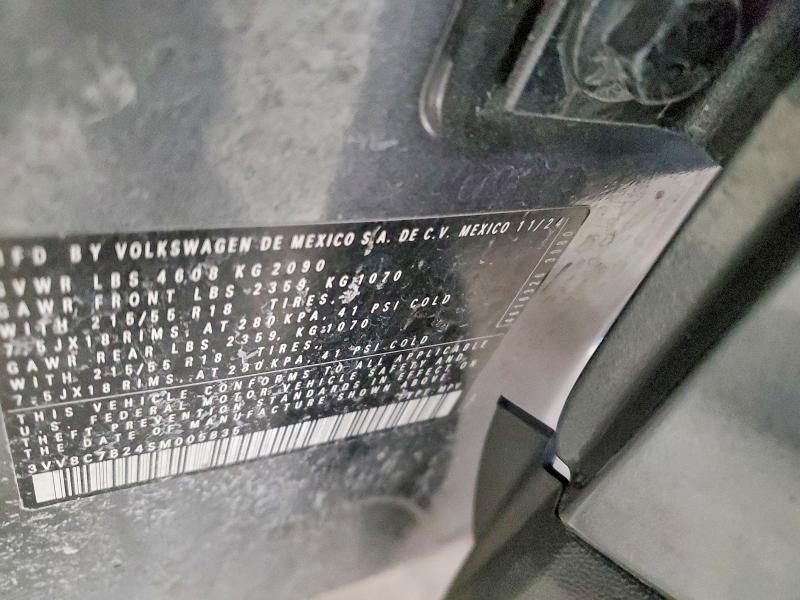 MFD BY VOLKSWAGEN DE MEXICO S.A. DE C.V. MEXICO 11/24
GVWR LBS 4608 KG 2090
GAWR FRONT LBS 2359, KG:1070
WITH 215/55 R18 TIRES,
7.5JX18 RIMS, AT 280 KPA, 41 PSI COLD
GAWR REAR LBS 2359, KG:1070
WITH 215/55 R18 TIRES,
7.5JX18 RIMS, AT 280 KPA, 41 PSI COLD
THIS VEHICLE CONFORMS TO ALL APPLICABLE
U.S. FEDERAL MOTOR VEHICLE SAFETY AND
THEFT PREVENTION STANDARDS IN EFFECT ON
THE DATE OF MANUFACTURE SHOWN ABOVE.
3VV8C7B24SM005835